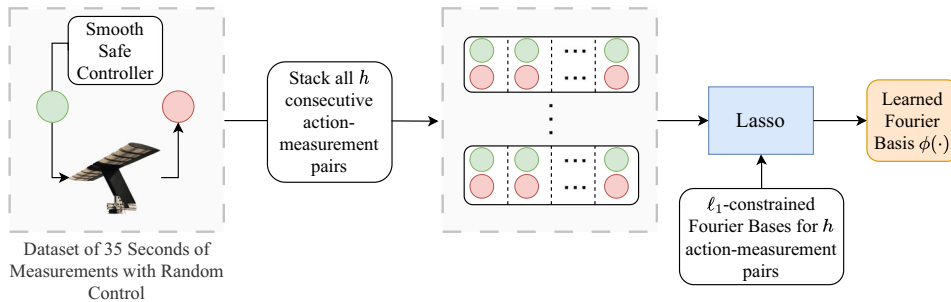 Smooth
Safe
Controller
Dataset of 35 Seconds of
Measurements with Random
Control
Stack all h
consecutive
action-
measurement
pairs
Lasso
ℓ₁-constrained
Fourier Bases for h
action-measurement
pairs
Learned
Fourier
Basis ϕ(·)